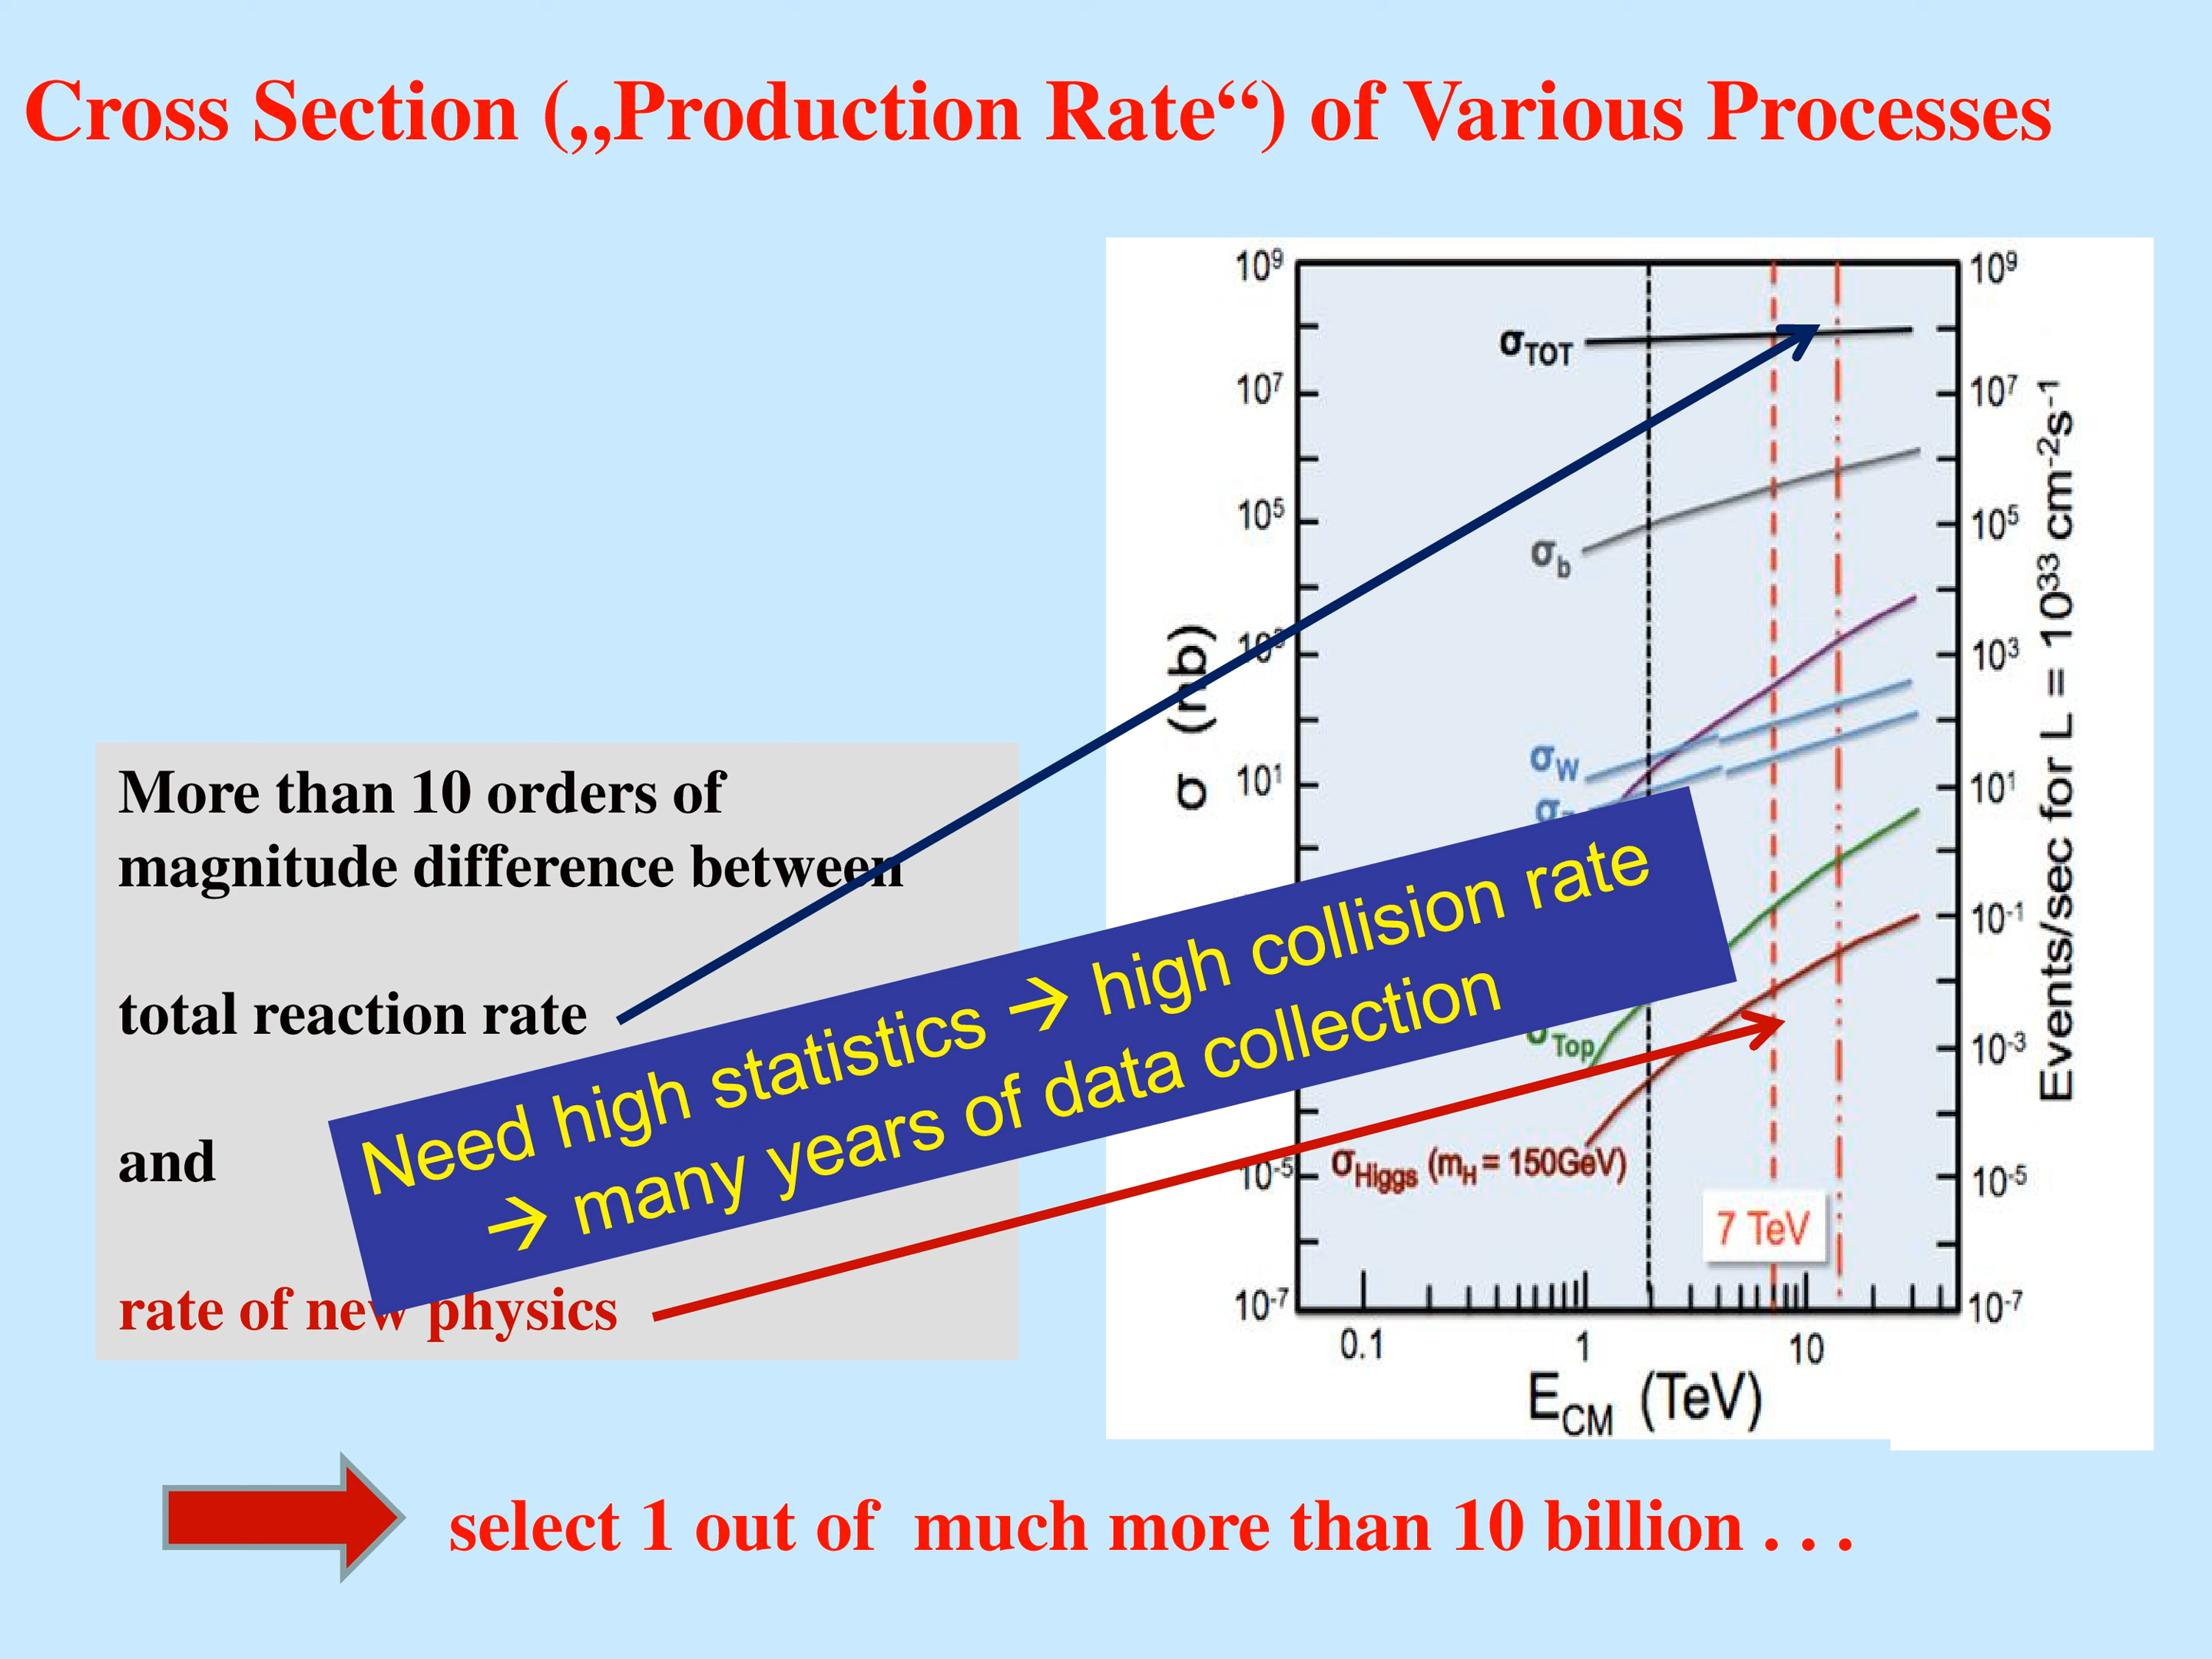 Cross Section („Production Rate“) of Various Processes
More than 10 orders of
magnitude difference between
total reaction rate
and
rate of new physics
Need high statistics → high collision rate
→ many years of data collection
σ (nb)
10⁹
10⁷
10⁵
10³
10¹
10⁻⁵
10⁻⁷
σTOT
σb
σW
σTop
σHiggs (mH = 150GeV)
7 TeV
10⁹
10⁷
10⁵
10³
10¹
10⁻¹
10⁻³
10⁻⁵
10⁻⁷
Events/sec for L = 10³³ cm⁻²s⁻¹
0.1 1 10
ECM (TeV)
select 1 out of much more than 10 billion . . .